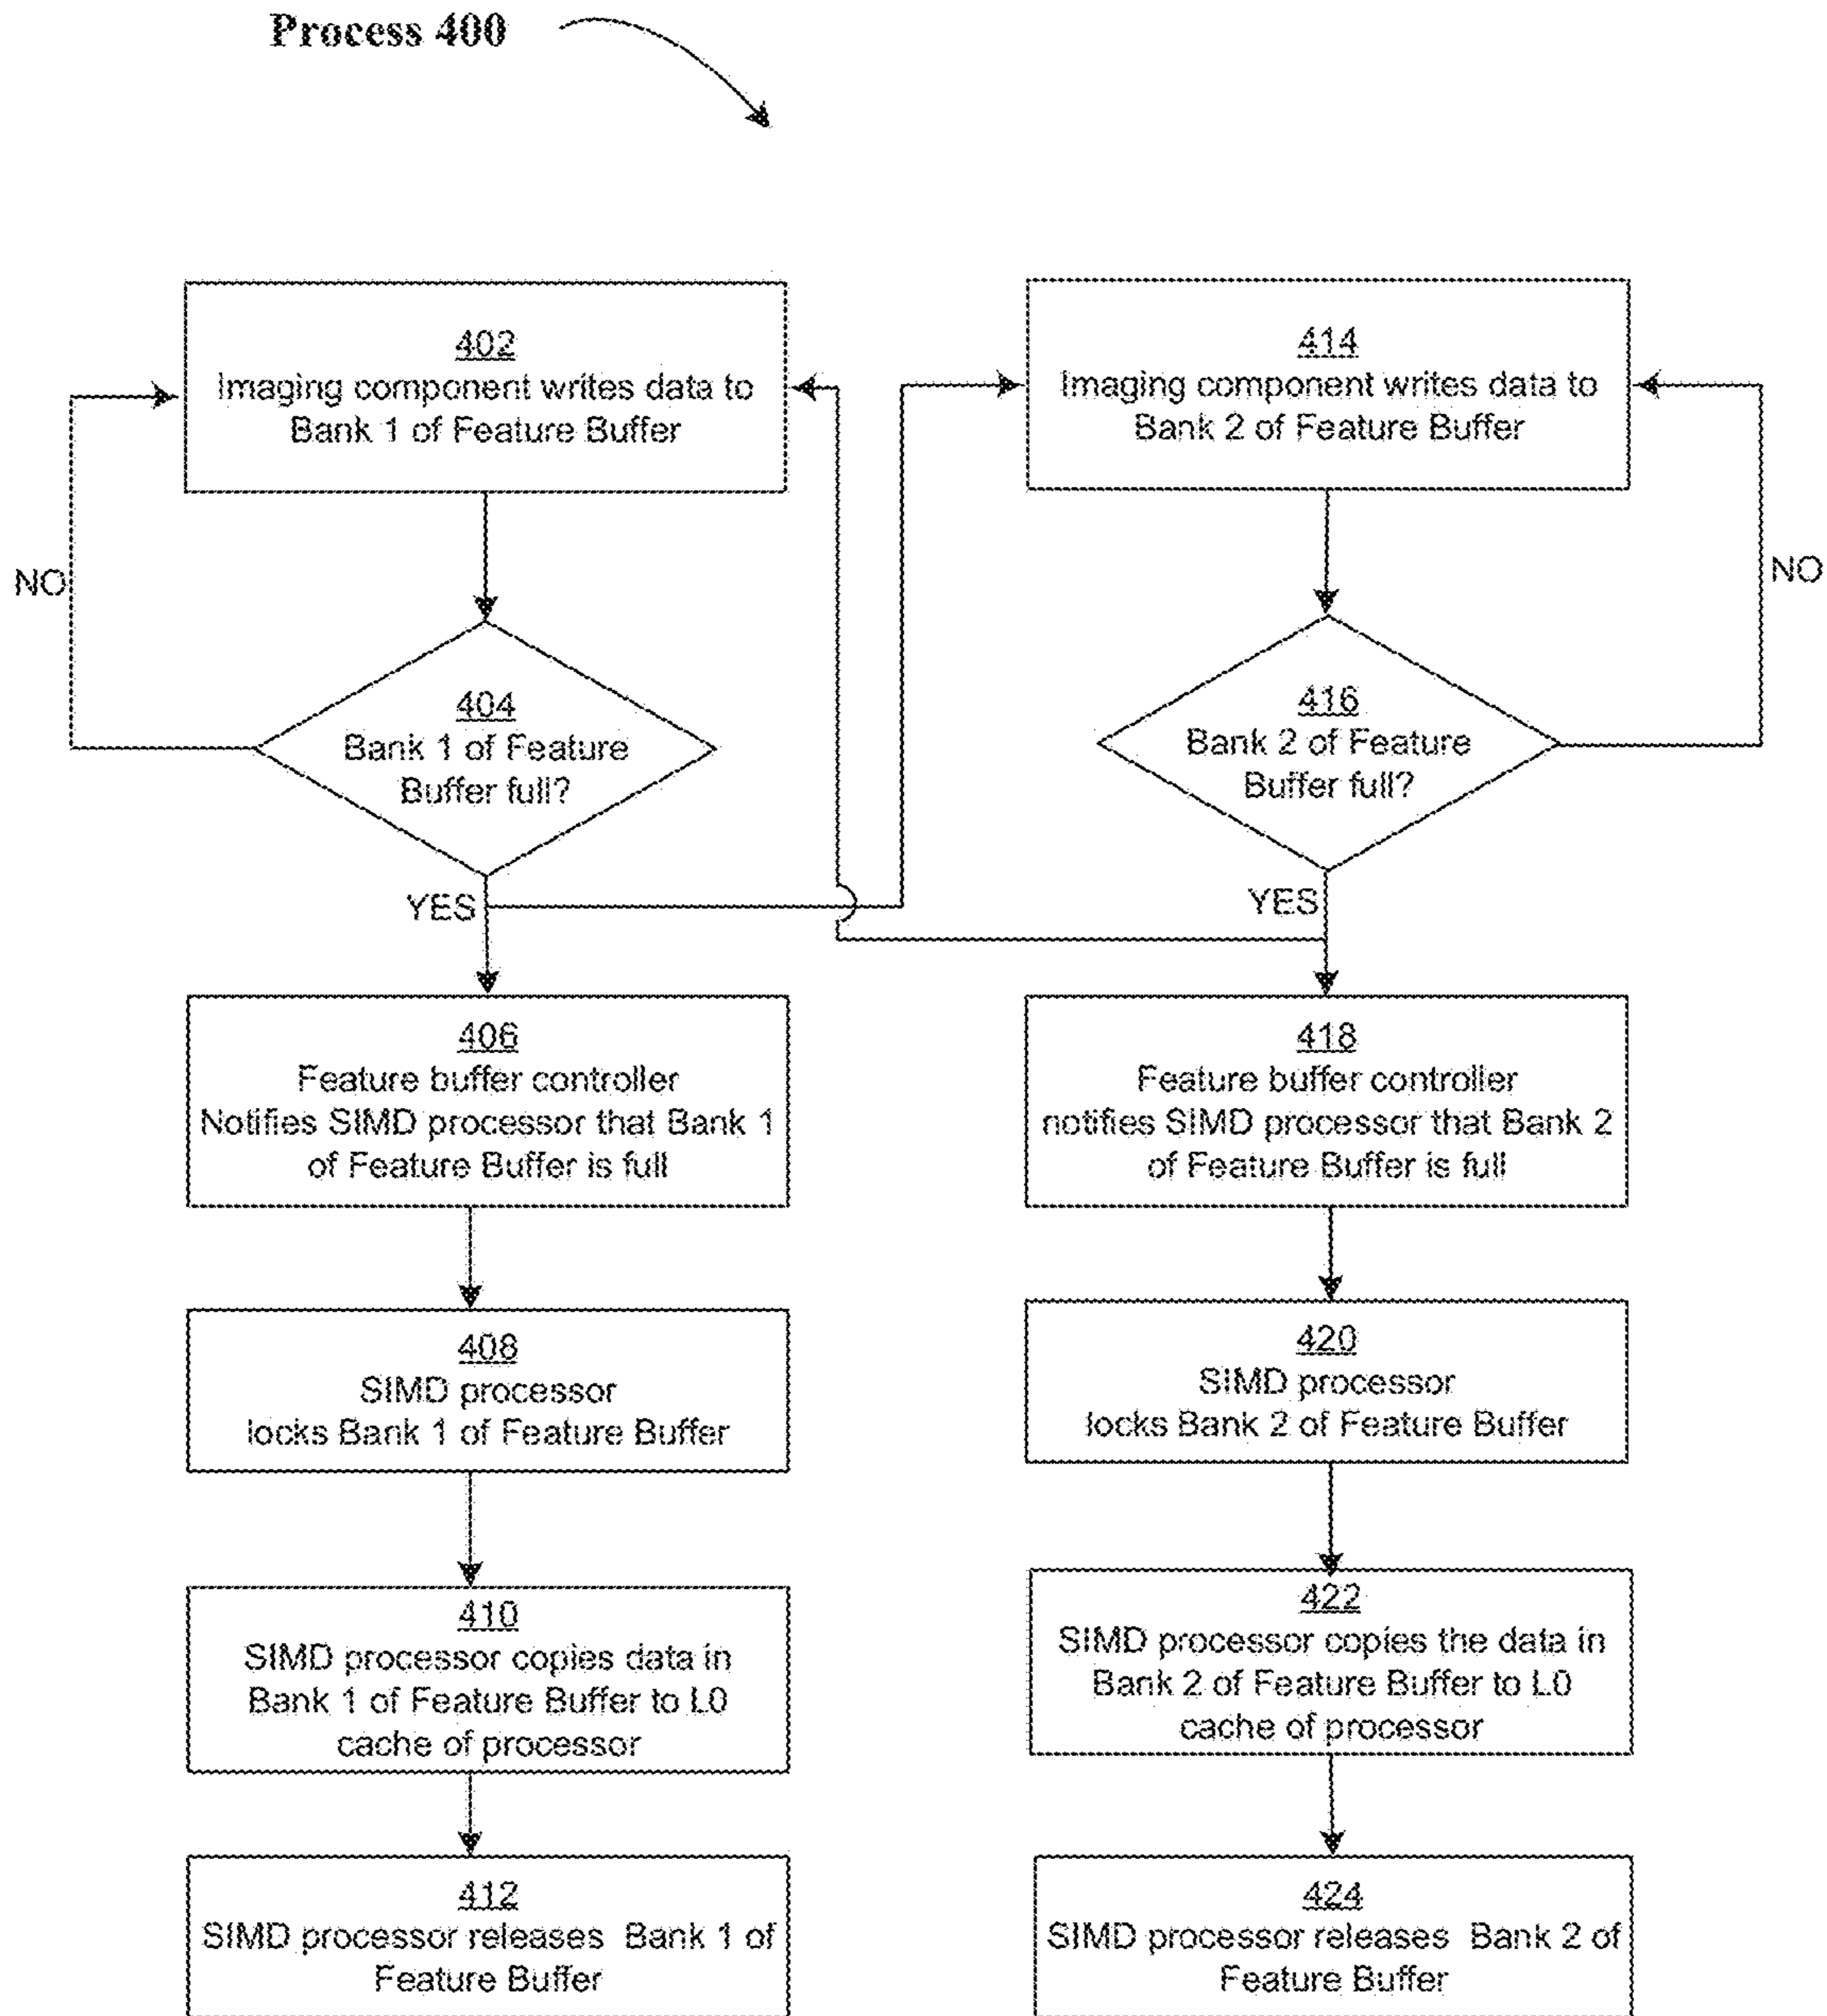 Process 400
402
Imaging component writes data to
Bank 1 of Feature Buffer
414
Imaging component writes data to
Bank 2 of Feature Buffer
NO
NO
404
Bank 1 of Feature
Buffer full?
416
Bank 2 of Feature
Buffer full?
YES
YES
406
Feature buffer controller
Notifies SIMD processor that Bank 1
of Feature Buffer is full
418
Feature buffer controller
notifies SIMD processor that Bank 2
of Feature Buffer is full
408
SIMD processor
locks Bank 1 of Feature Buffer
420
SIMD processor
locks Bank 2 of Feature Buffer
410
SIMD processor copies data in
Bank 1 of Feature Buffer to L0
cache of processor
422
SIMD processor copies the data in
Bank 2 of Feature Buffer to L0
cache of processor
412
SIMD processor releases Bank 1 of
Feature Buffer
424
SIMD processor releases Bank 2 of
Feature Buffer